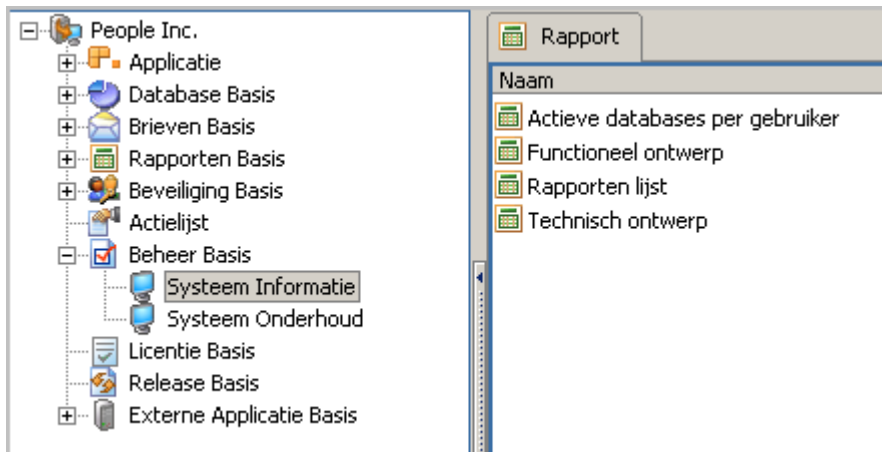 People Inc.
Applicatie
Database Basis
Brieven Basis
Rapporten Basis
Beveiliging Basis
Actielijst
Beheer Basis
Systeem Informatie
Systeem Onderhoud
Licentie Basis
Release Basis
Externe Applicatie Basis
Rapport
Naam
Actieve databases per gebruiker
Functioneel ontwerp
Rapporten lijst
Technisch ontwerp